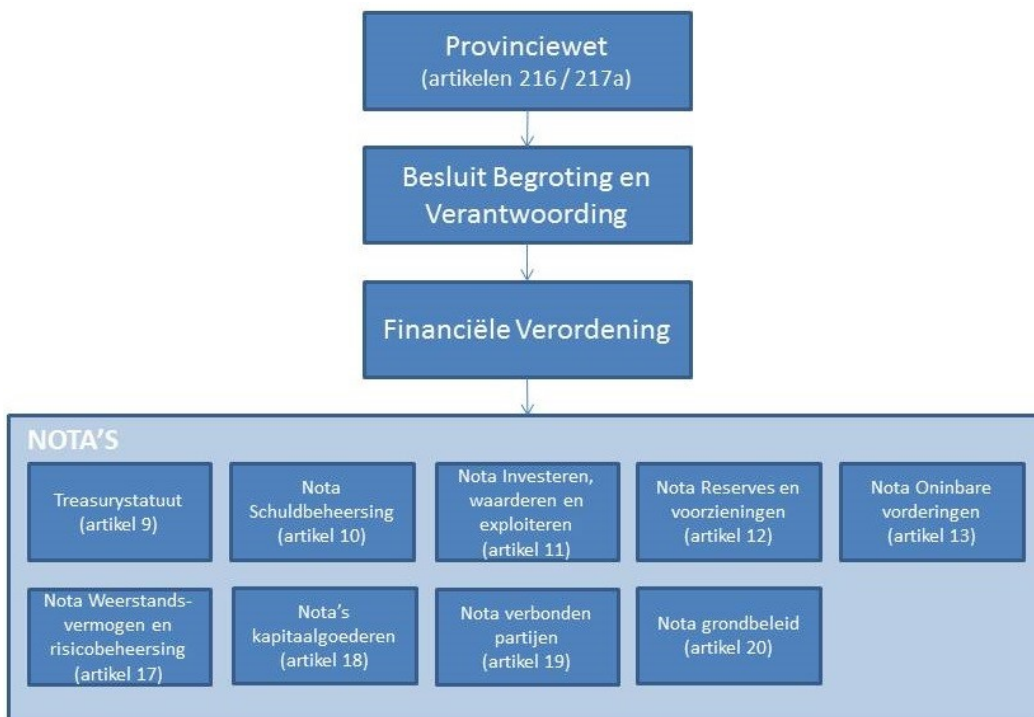 Provinciewet
(artikelen 216 / 217a)
Besluit Begroting en
Verantwoording
Financiële Verordening
NOTA’S
Treasurystatuut
(artikel 9)
Nota
Schuldbeheersing
(artikel 10)
Nota Investeren,
waarderen en
exploiteren
(artikel 11)
Nota Reserves en
voorzieningen
(artikel 12)
Nota Oninbare
vorderingen
(artikel 13)
Nota Weerstands-
vermogen en
risicobeheersing
(artikel 17)
Nota’s
kapitaalgoederen
(artikel 18)
Nota verbonden
partijen
(artikel 19)
Nota grondbeleid
(artikel 20)